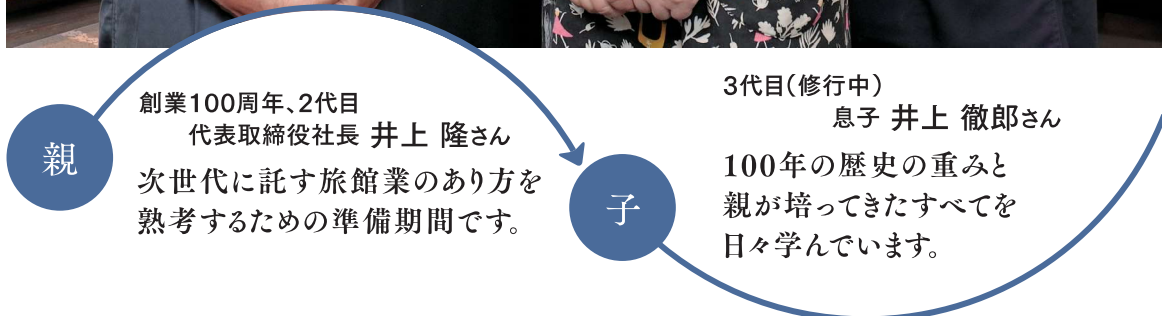 親
創業100周年、2代目
代表取締役社長 井上 隆さん
次世代に託す旅館業のあり方を
熟考するための準備期間です。
子
3代目(修行中)
息子 井上 徹郎さん
100年の歴史の重みと
親が培ってきたすべてを
日々学んでいます。